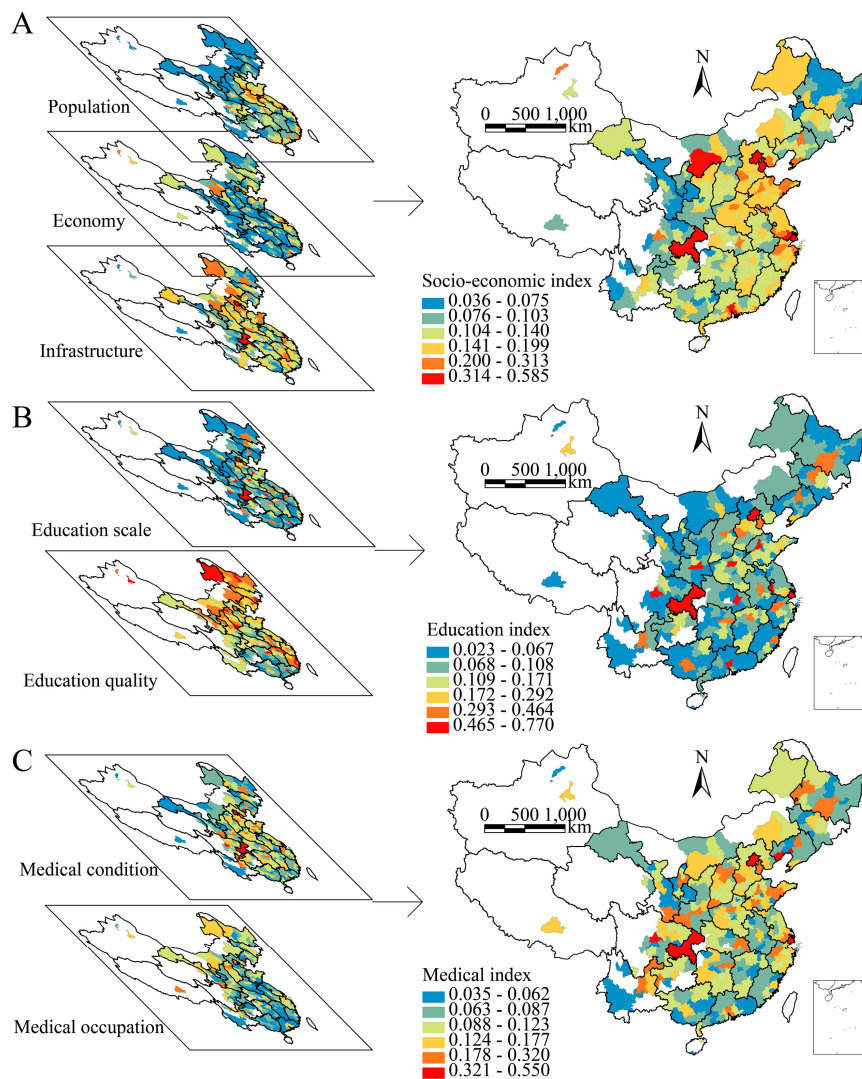 A
Population
Economy
Infrastructure
N
0 500 1,000
km
Socio-economic index
0.036 - 0.075
0.076 - 0.103
0.104 - 0.140
0.141 - 0.199
0.200 - 0.313
0.314 - 0.585
B
Education scale
Education quality
N
0 500 1,000
km
Education index
0.023 - 0.067
0.068 - 0.108
0.109 - 0.171
0.172 - 0.292
0.293 - 0.464
0.465 - 0.770
C
Medical condition
Medical occupation
N
0 500 1,000
km
Medical index
0.035 - 0.062
0.063 - 0.087
0.088 - 0.123
0.124 - 0.177
0.178 - 0.320
0.321 - 0.550